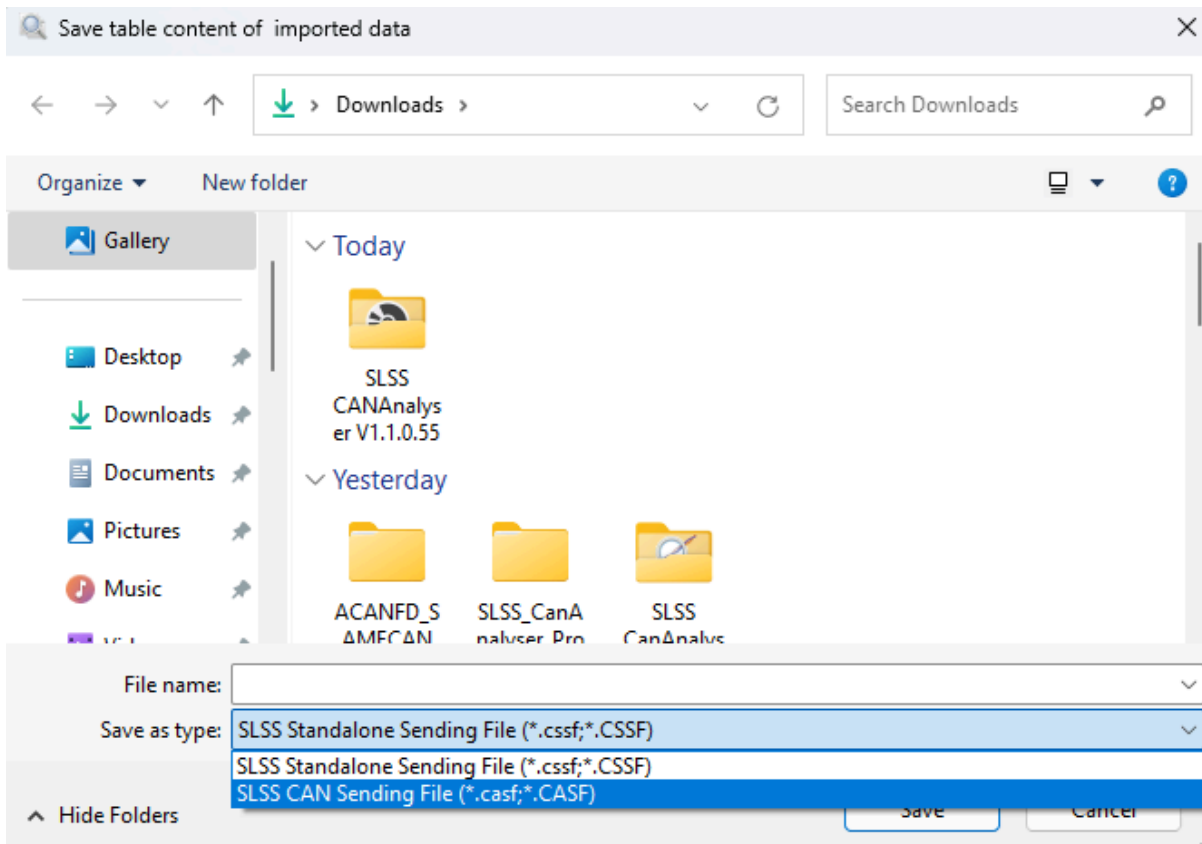 Save table content of imported data
Downloads
Search Downloads
Organize
New folder
Gallery
Today
SLSS
CANAnalys
er V1.1.0.55
Desktop
Downloads
Documents
Pictures
Music
Yesterday
ACANFD_S
AMECAN
SLSS_CanA
nalyser_Pro
SLSS
CanAnalys
File name:
Save as type: SLSS Standalone Sending File (*.cssf;*.CSSF)
SLSS Standalone Sending File (*.cssf;*.CSSF)
SLSS CAN Sending File (*.casf;*.CASF)
Hide Folders
Save
Cancel